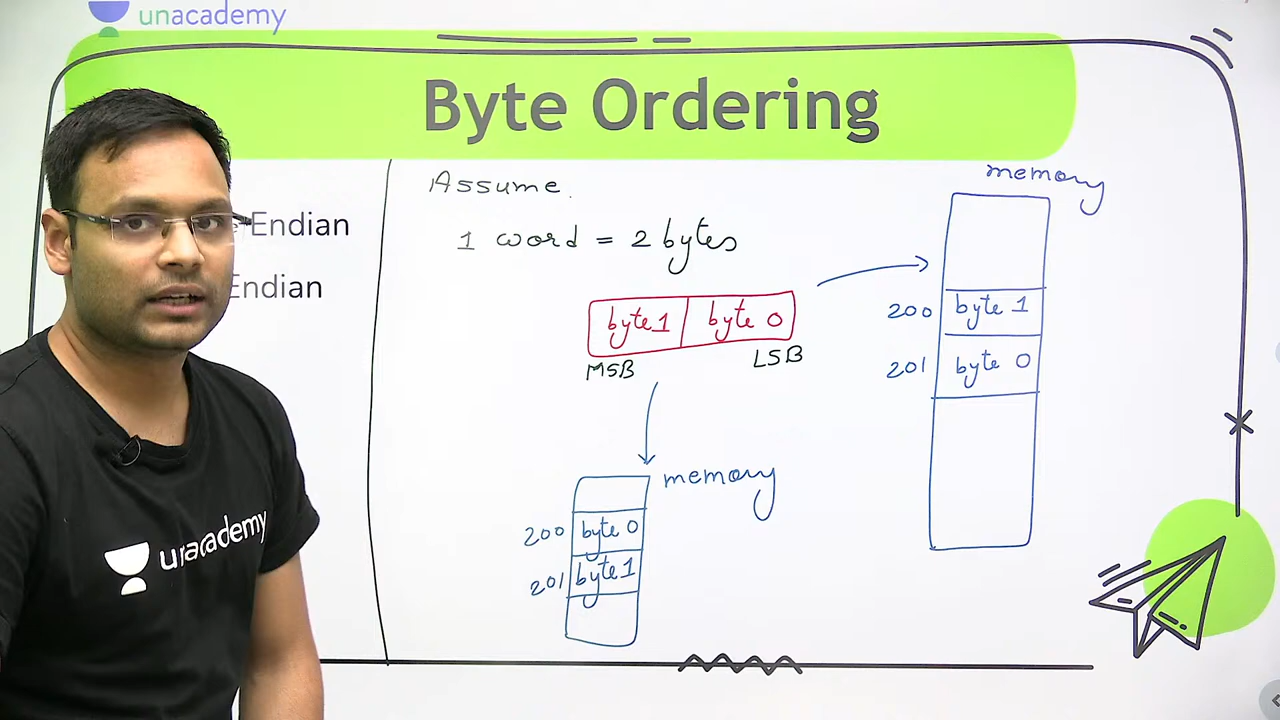 unacademy
Byte Ordering
Endian
Endian
Assume.
1 word = 2 bytes
byte 1 byte 0
MSB LSB
memory
200 byte 1
201 byte 0
memory
200 byte 0
201 byte 1
unacademy